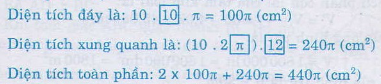 Diện tích đáy là: 10 . 10 . π = 100π (cm²)
Diện tích xung quanh là: (10 . 2 π ) . 12 = 240π (cm²)
Diện tích toàn phần: 2 x 100π + 240π = 440π (cm²)